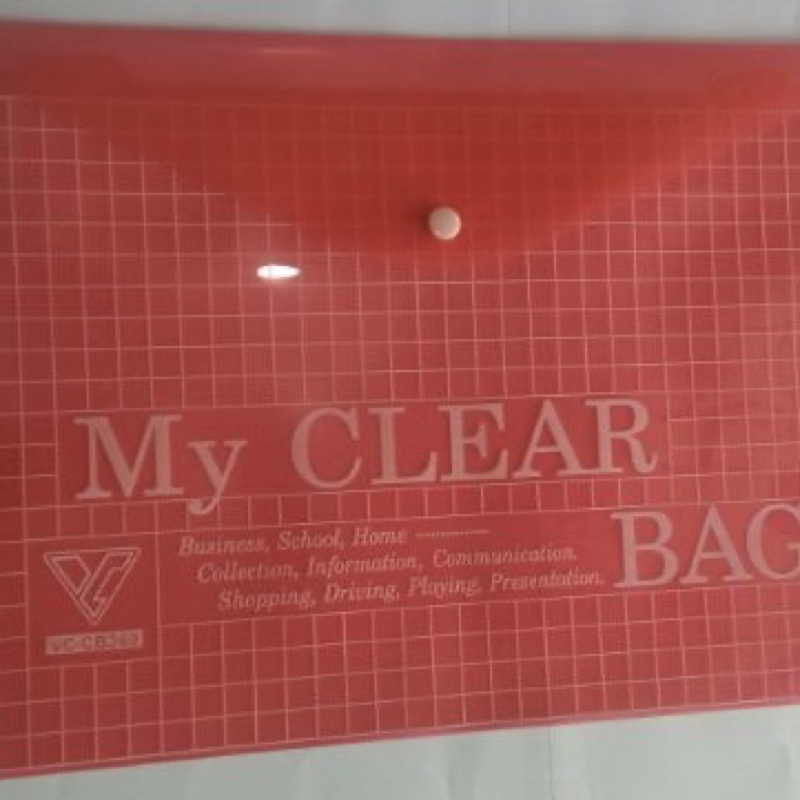 My CLEAR
BAG
Business, School, Home ············
Collection, Information, Communication.
Shopping, Driving, Playing, Presentation.